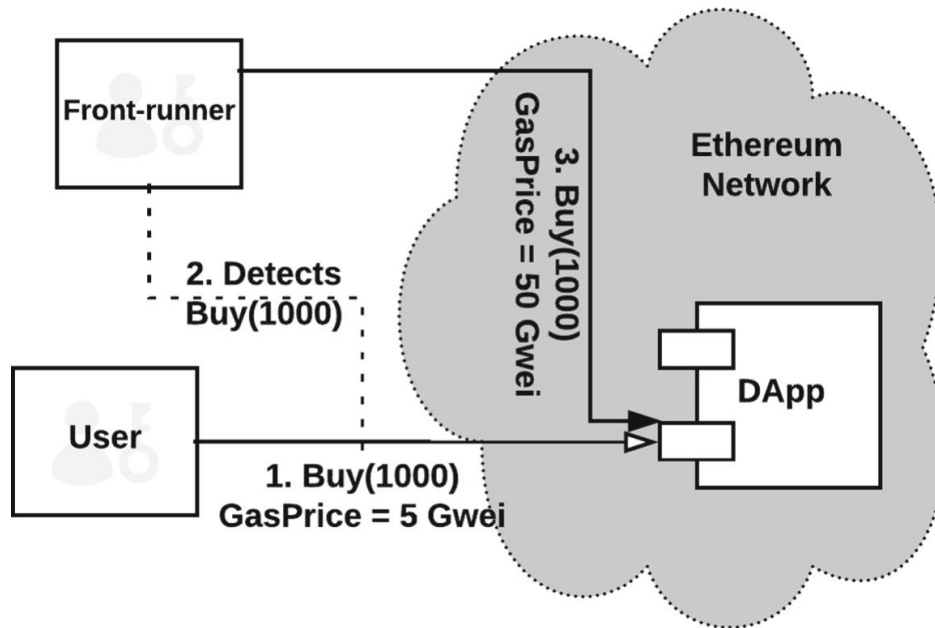 Front-runner
Ethereum
Network
3. Buy(1000)
GasPrice = 50 Gwei
2. Detects
Buy(1000)
DApp
User
1. Buy(1000)
GasPrice = 5 Gwei